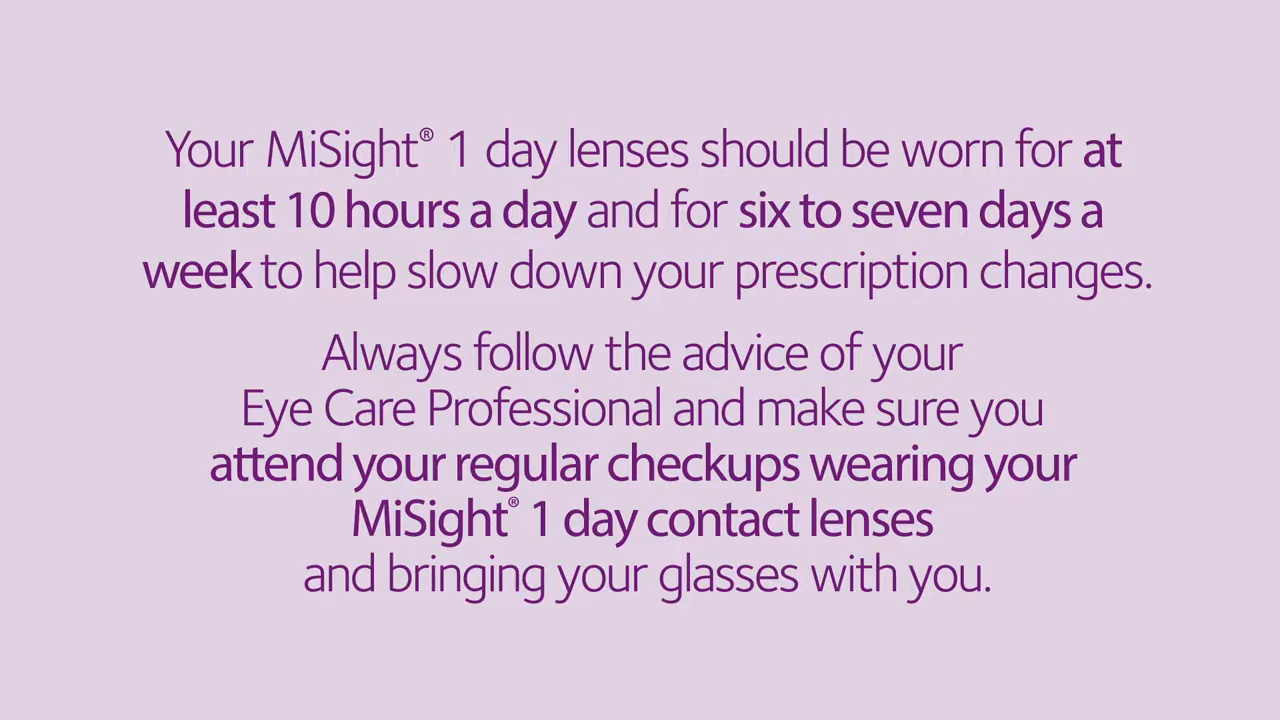 Your MiSight® 1 day lenses should be worn for at
least 10 hours a day and for six to seven days a
week to help slow down your prescription changes.
Always follow the advice of your
Eye Care Professional and make sure you
attend your regular checkups wearing your
MiSight® 1 day contact lenses
and bringing your glasses with you.